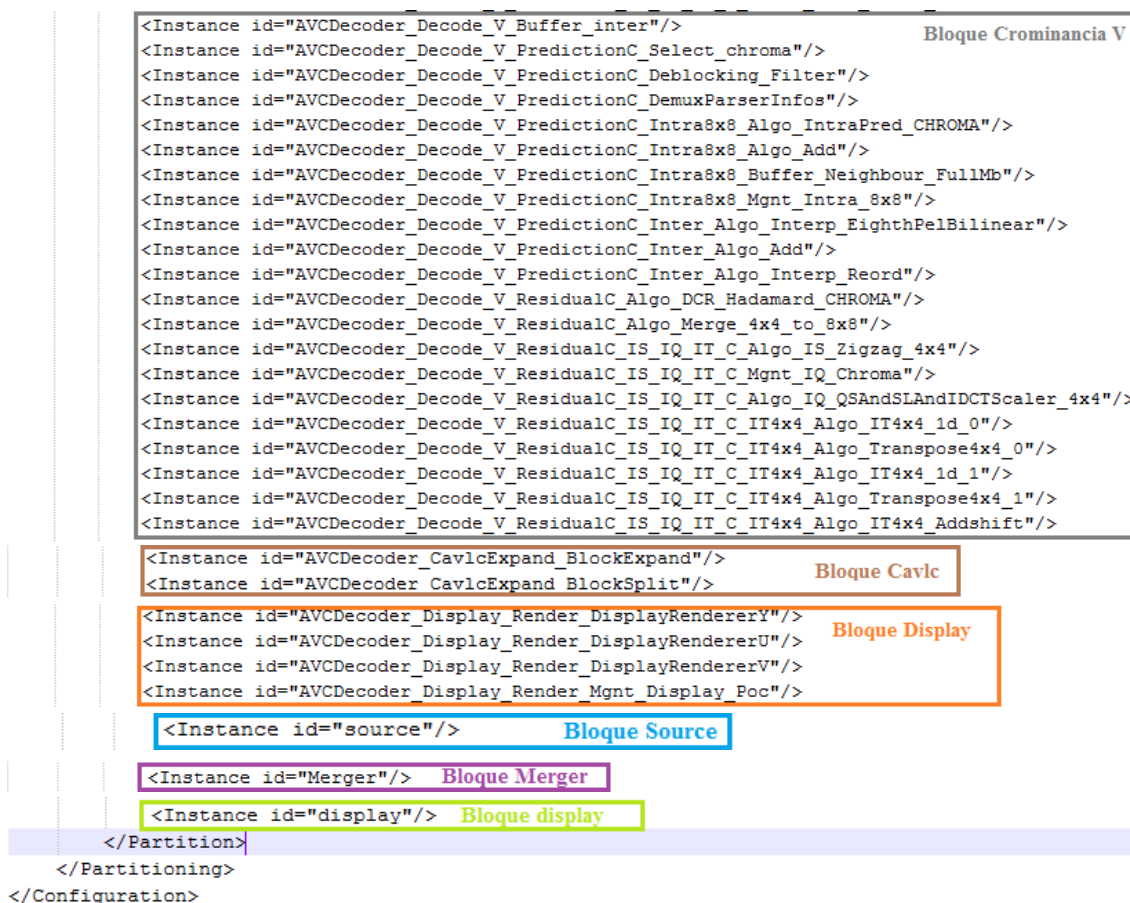 <Instance id="AVCDecoder_Decode_V_Buffer_inter"/>
Bloque Crominancia V
<Instance id="AVCDecoder_Decode_V_PredictionC_Select_chroma"/>
<Instance id="AVCDecoder_Decode_V_PredictionC_Deblocking_Filter"/>
<Instance id="AVCDecoder_Decode_V_PredictionC_DemuxParserInfos"/>
<Instance id="AVCDecoder_Decode_V_PredictionC_Intra8x8_Algo_IntraPred_CHROMA"/>
<Instance id="AVCDecoder_Decode_V_PredictionC_Intra8x8_Algo_Add"/>
<Instance id="AVCDecoder_Decode_V_PredictionC_Intra8x8_Buffer_Neighbour_FullMb"/>
<Instance id="AVCDecoder_Decode_V_PredictionC_Intra8x8_Mgnt_Intra_8x8"/>
<Instance id="AVCDecoder_Decode_V_PredictionC_Inter_Algo_Interp_EighthPelBilinear"/>
<Instance id="AVCDecoder_Decode_V_PredictionC_Inter_Algo_Add"/>
<Instance id="AVCDecoder_Decode_V_PredictionC_Inter_Algo_Interp_Reord"/>
<Instance id="AVCDecoder_Decode_V_ResidualC_Algo_DCR_Hadamard_CHROMA"/>
<Instance id="AVCDecoder_Decode_V_ResidualC_Algo_Merge_4x4_to_8x8"/>
<Instance id="AVCDecoder_Decode_V_ResidualC_IS_IQ_IT_C_Algo_IS_Zigzag_4x4"/>
<Instance id="AVCDecoder_Decode_V_ResidualC_IS_IQ_IT_C_Mgnt_IQ_Chroma"/>
<Instance id="AVCDecoder_Decode_V_ResidualC_IS_IQ_IT_C_Algo_IQ_QSAndSLAndIDCTScaler_4x4"/>
<Instance id="AVCDecoder_Decode_V_ResidualC_IS_IQ_IT_C_IT4x4_Algo_IT4x4_1d_0"/>
<Instance id="AVCDecoder_Decode_V_ResidualC_IS_IQ_IT_C_IT4x4_Algo_Transpose4x4_0"/>
<Instance id="AVCDecoder_Decode_V_ResidualC_IS_IQ_IT_C_IT4x4_Algo_IT4x4_1d_1"/>
<Instance id="AVCDecoder_Decode_V_ResidualC_IS_IQ_IT_C_IT4x4_Algo_Transpose4x4_1"/>
<Instance id="AVCDecoder_Decode_V_ResidualC_IS_IQ_IT_C_IT4x4_Algo_IT4x4_Addshift"/>
<Instance id="AVCDecoder_CavlcExpand_BlockExpand"/>
Bloque Cavlc
<Instance id="AVCDecoder_CavlcExpand_BlockSplit"/>
<Instance id="AVCDecoder_Display_Render_DisplayRendererY"/>
Bloque Display
<Instance id="AVCDecoder_Display_Render_DisplayRendererU"/>
<Instance id="AVCDecoder_Display_Render_DisplayRendererV"/>
<Instance id="AVCDecoder_Display_Render_Mgnt_Display_Poc"/>
<Instance id="source"/> Bloque Source
<Instance id="Merger"/> Bloque Merger
<Instance id="display"/> Bloque display
</Partition>
</Partitioning>
</Configuration>